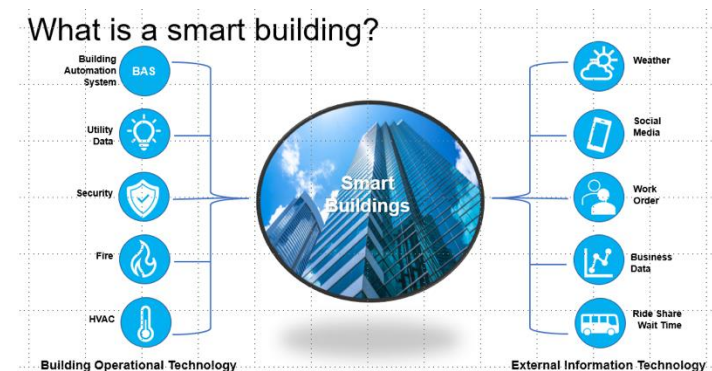 What is a smart building?
Building
Automation
System
BAS
Utility
Data
Security
Fire
HVAC
Building Operational Technology
Smart
Buildings
Weather
Social
Media
Work
Order
Business
Data
Ride Share
Wait Time
External Information Technology